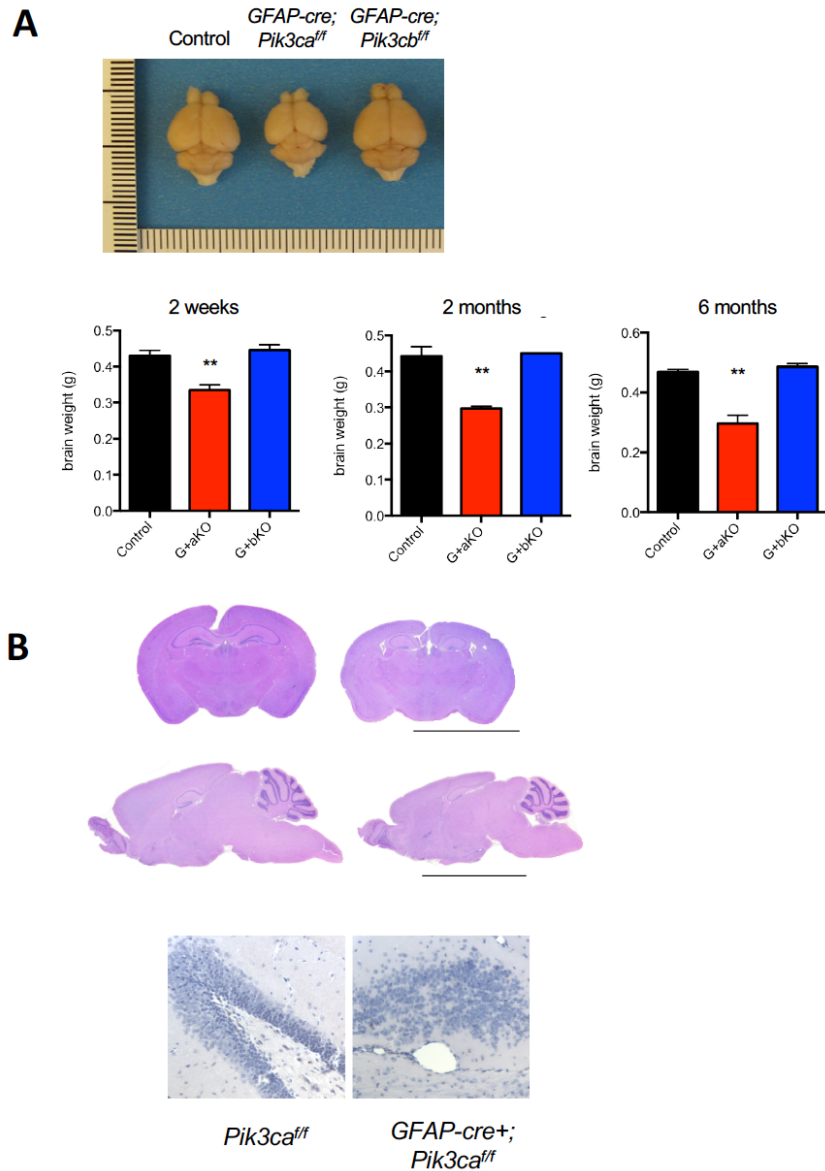 A
Control
GFAP-cre;
Pik3caf/f
GFAP-cre;
Pik3cbf/f
2 weeks
brain weight (g)
0.5
0.4
0.3
0.2
0.1
0.0
**
Control
G+aKO
G+bKO
2 months
brain weight (g)
0.5
0.4
0.3
0.2
0.1
0.0
**
Control
G+aKO
G+bKO
6 months
brain weight (g)
0.6
0.4
0.2
0.0
**
Control
G+aKO
G+bKO
B
Pik3caf/f
GFAP-cre+;
Pik3caf/f